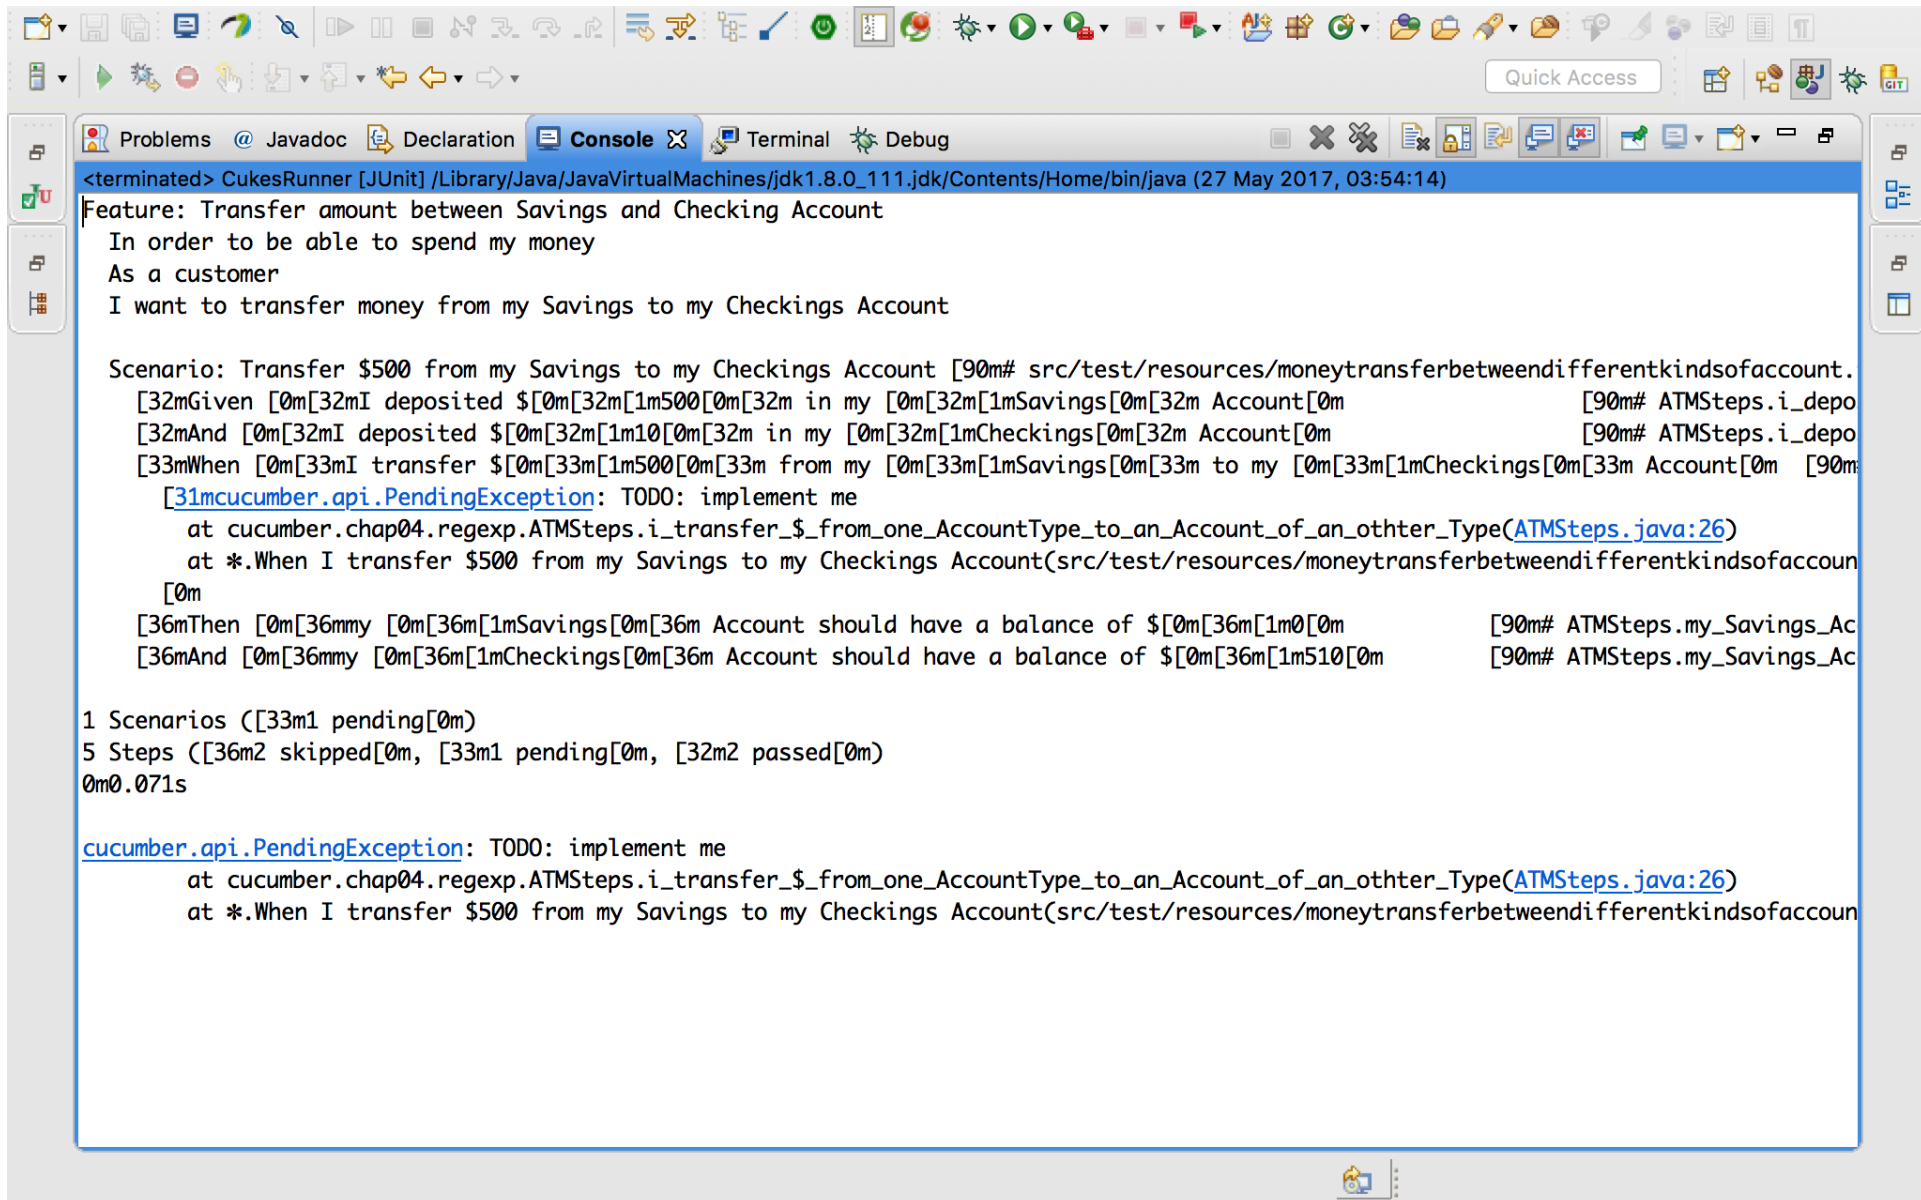 Quick Access
GIT
Problems @ Javadoc Declaration Console Terminal Debug
<terminated> CukesRunner [JUnit] /Library/Java/JavaVirtualMachines/jdk1.8.0_111.jdk/Contents/Home/bin/java (27 May 2017, 03:54:14)
Feature: Transfer amount between Savings and Checking Account
In order to be able to spend my money
As a customer
I want to transfer money from my Savings to my Checkings Account
Scenario: Transfer $500 from my Savings to my Checkings Account [90m# src/test/resources/moneytransferbetweendifferentkindsofaccount.
[32mGiven [0m[32mI deposited $[0m[32m[1m500[0m[32m in my [0m[32m[1mSavings[0m[32m Account[0m [90m# ATMSteps.i_depo
[32mAnd [0m[32mI deposited $[0m[32m[1m10[0m[32m in my [0m[32m[1mCheckings[0m[32m Account[0m [90m# ATMSteps.i_depo
[33mWhen [0m[33mI transfer $[0m[33m[1m500[0m[33m from my [0m[33m[1mSavings[0m[33m to my [0m[33m[1mCheckings[0m[33m Account[0m [90m#
[31mcucumber.api.PendingException: TODO: implement me
at cucumber.chap04.regexp.ATMSteps.i_transfer_$_from_one_AccountType_to_an_Account_of_an_othter_Type(ATMSteps.java:26)
at *.When I transfer $500 from my Savings to my Checkings Account(src/test/resources/moneytransferbetweendifferentkindsofaccoun
[0m
[36mThen [0m[36mmy [0m[36m[1mSavings[0m[36m Account should have a balance of $[0m[36m[1m0[0m [90m# ATMSteps.my_Savings_Ac
[36mAnd [0m[36mmy [0m[36m[1mCheckings[0m[36m Account should have a balance of $[0m[36m[1m510[0m [90m# ATMSteps.my_Savings_Ac
1 Scenarios ([33m1 pending[0m)
5 Steps ([36m2 skipped[0m, [33m1 pending[0m, [32m2 passed[0m)
0m0.071s
cucumber.api.PendingException: TODO: implement me
at cucumber.chap04.regexp.ATMSteps.i_transfer_$_from_one_AccountType_to_an_Account_of_an_othter_Type(ATMSteps.java:26)
at *.When I transfer $500 from my Savings to my Checkings Account(src/test/resources/moneytransferbetweendifferentkindsofaccoun